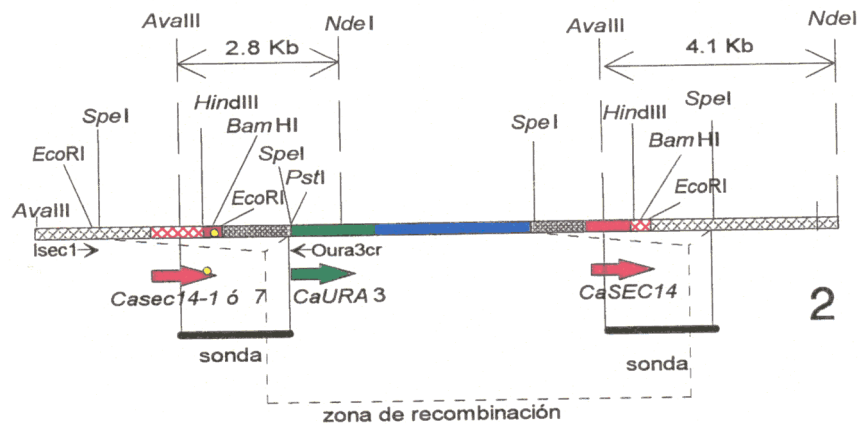 AvaIII
NdeI
AvaIII
NdeI
2.8 Kb
4.1 Kb
HindIII
HindIII
SpeI
SpeI
SpeI
BamHI
BamHI
EcoRI
SpeI
EcoRI
PstI
EcoRI
AvaIII
Isec1
Oura3cr
Casec14-1 ó 7
CaURA3
CaSEC14
2
sonda
sonda
zona de recombinación